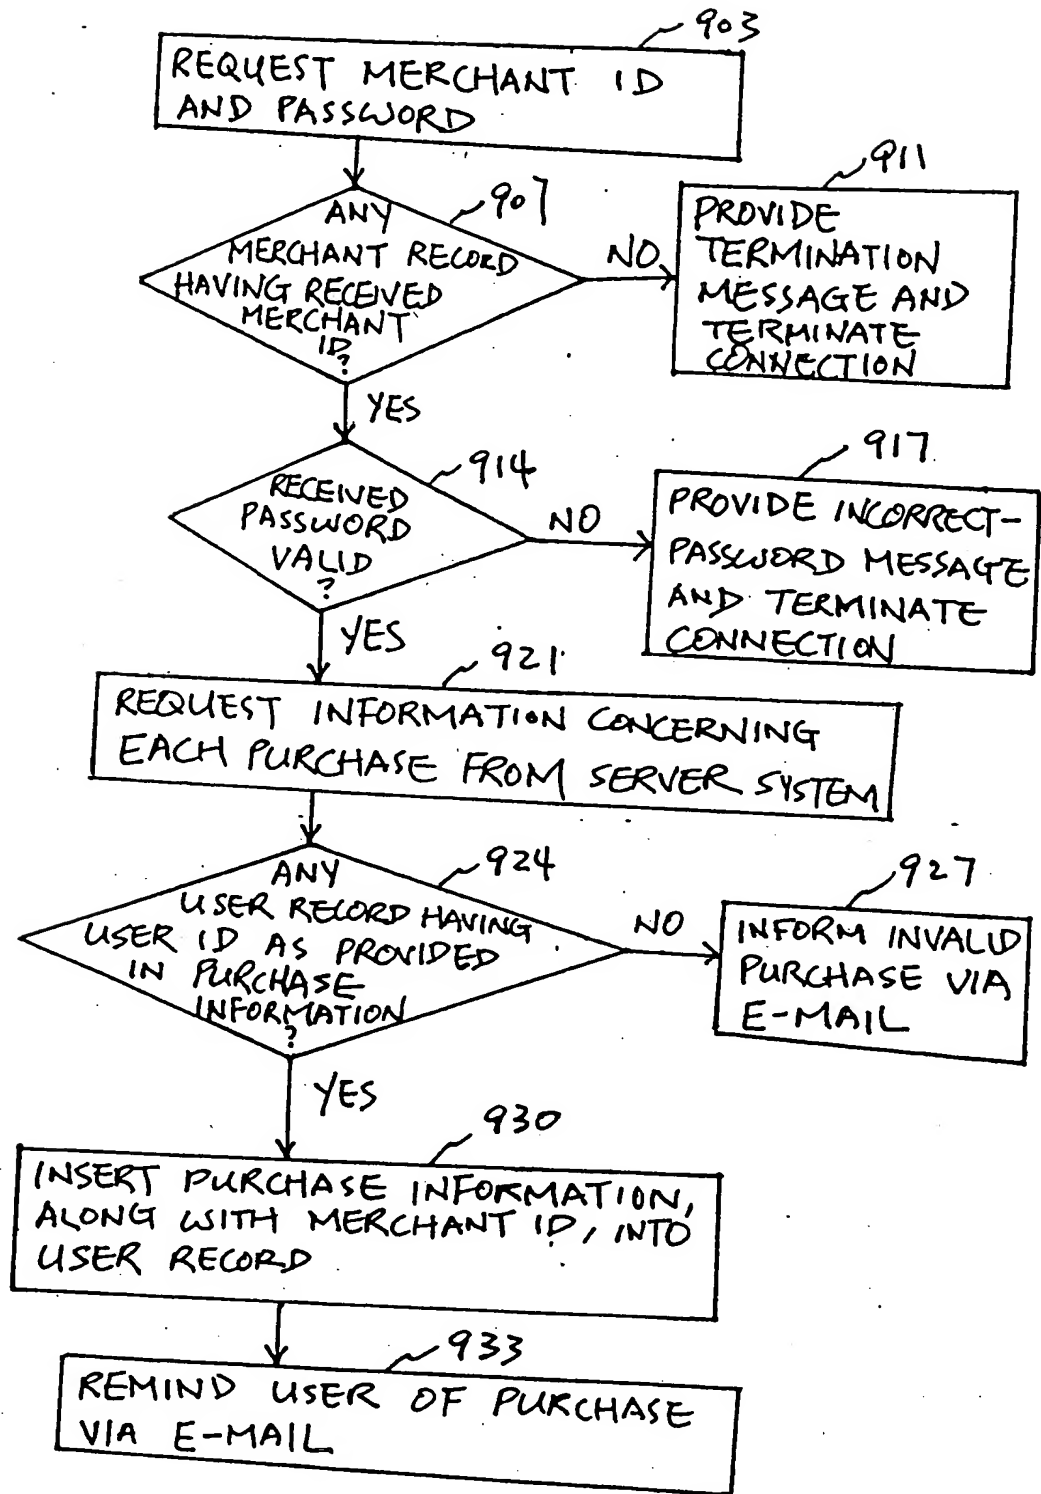 903
REQUEST MERCHANT ID
AND PASSWORD
907
ANY
MERCHANT RECORD
HAVING RECEIVED
MERCHANT
ID
?
NO
911
PROVIDE
TERMINATION
MESSAGE AND
TERMINATE
CONNECTION
YES
914
RECEIVED
PASSWORD
VALID
?
NO
917
PROVIDE INCORRECT-
PASSWORD MESSAGE
AND TERMINATE
CONNECTION
YES
921
REQUEST INFORMATION CONCERNING
EACH PURCHASE FROM SERVER SYSTEM
924
ANY
USER RECORD HAVING
USER ID AS PROVIDED
IN PURCHASE
INFORMATION
?
NO
927
INFORM INVALID
PURCHASE VIA
E-MAIL
YES
930
INSERT PURCHASE INFORMATION,
ALONG WITH MERCHANT ID, INTO
USER RECORD
933
REMIND USER OF PURCHASE
VIA E-MAIL